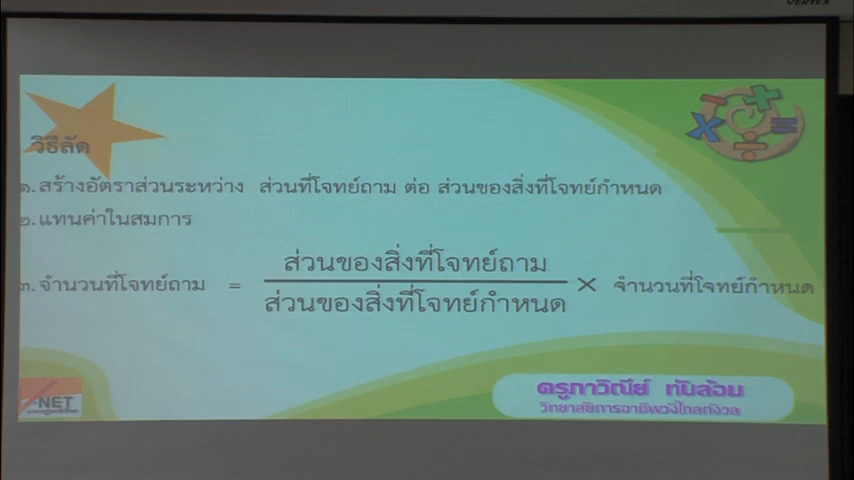 VERTEX
วิธีลัด
๑.สร้างอัตราส่วนระหว่าง ส่วนที่โจทย์ถาม ต่อ ส่วนของสิ่งที่โจทย์กำหนด
๒.แทนค่าในสมการ
ส่วนของสิ่งที่โจทย์ถาม
๓.จำนวนที่โจทย์ถาม = × จำนวนที่โจทย์กำหนด
ส่วนของสิ่งที่โจทย์กำหนด
-NET
ครูภาวิณีย์ ทับล้อม
วิทยาลัยการอาชีพวังไกลกังวล